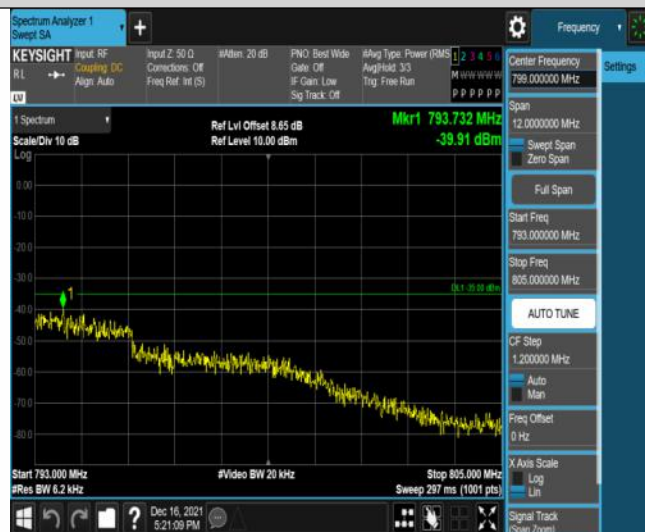 Spectrum Analyzer 1
Swept SA
Frequency
KEYSIGHT
RL
LV
Input: RF
Coupling: DC
Align: Auto
Input Z: 50 Ω
Corrections: Off
Freq Ref: Int (S)
#Atten: 20 dB
PNO: Best Wide
Gate: Off
IF Gain: Low
Sig Track: Off
#Avg Type: Power (RMS
Avg|Hold: 3/3
Trig: Free Run
1 2 3 4 5 6
M W W W W W
P P P P P P
1 Spectrum
Scale/Div 10 dB
Log
Ref Lvl Offset 8.65 dB
Ref Level 10.00 dBm
Mkr1 793.732 MHz
-39.91 dBm
0.00
-10.0
-20.0
-30.0
-40.0
-50.0
-60.0
-70.0
-80.0
1
Start 793.000 MHz
#Res BW 6.2 kHz
#Video BW 20 kHz
Stop 805.000 MHz
Sweep 297 ms (1001 pts)
Center Frequency
799.000000 MHz
Settings
Span
12.0000000 MHz
Swept Span
Zero Span
Full Span
Start Freq
793.000000 MHz
Stop Freq
805.000000 MHz
AUTO TUNE
CF Step
1.200000 MHz
Auto
Man
Freq Offset
0 Hz
X Axis Scale
Log
Lin
Signal Track
(Span Zoom)
?
Dec 16, 2021
5:21:09 PM